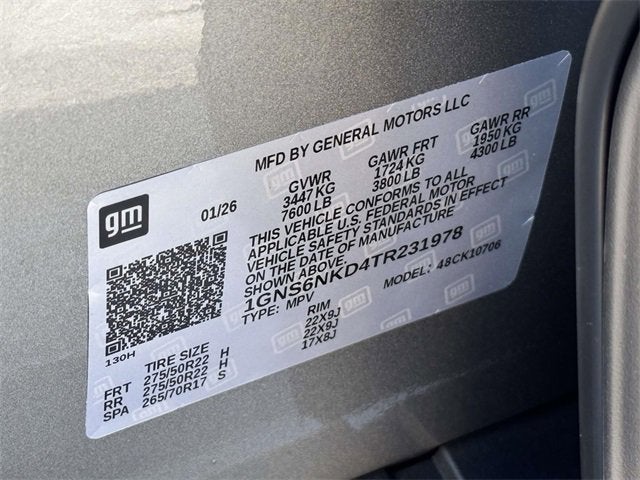 MFD BY GENERAL MOTORS LLC
gm
01/26
GVWR GAWR FRT GAWR RR
3447 KG 1724 KG 1950 KG
7600 LB 3800 LB 4300 LB
THIS VEHICLE CONFORMS TO ALL
APPLICABLE U.S. FEDERAL MOTOR
VEHICLE SAFETY STANDARDS IN EFFECT
ON THE DATE OF MANUFACTURE
1GNS6NKD4TR231978
TYPE: MPV MODEL: 48CK10706
130H
TIRE SIZE RIM
FRT 275/50R22 H 22X9J
RR 275/50R22 H 22X9J
SPA 265/70R17 S 17X8J